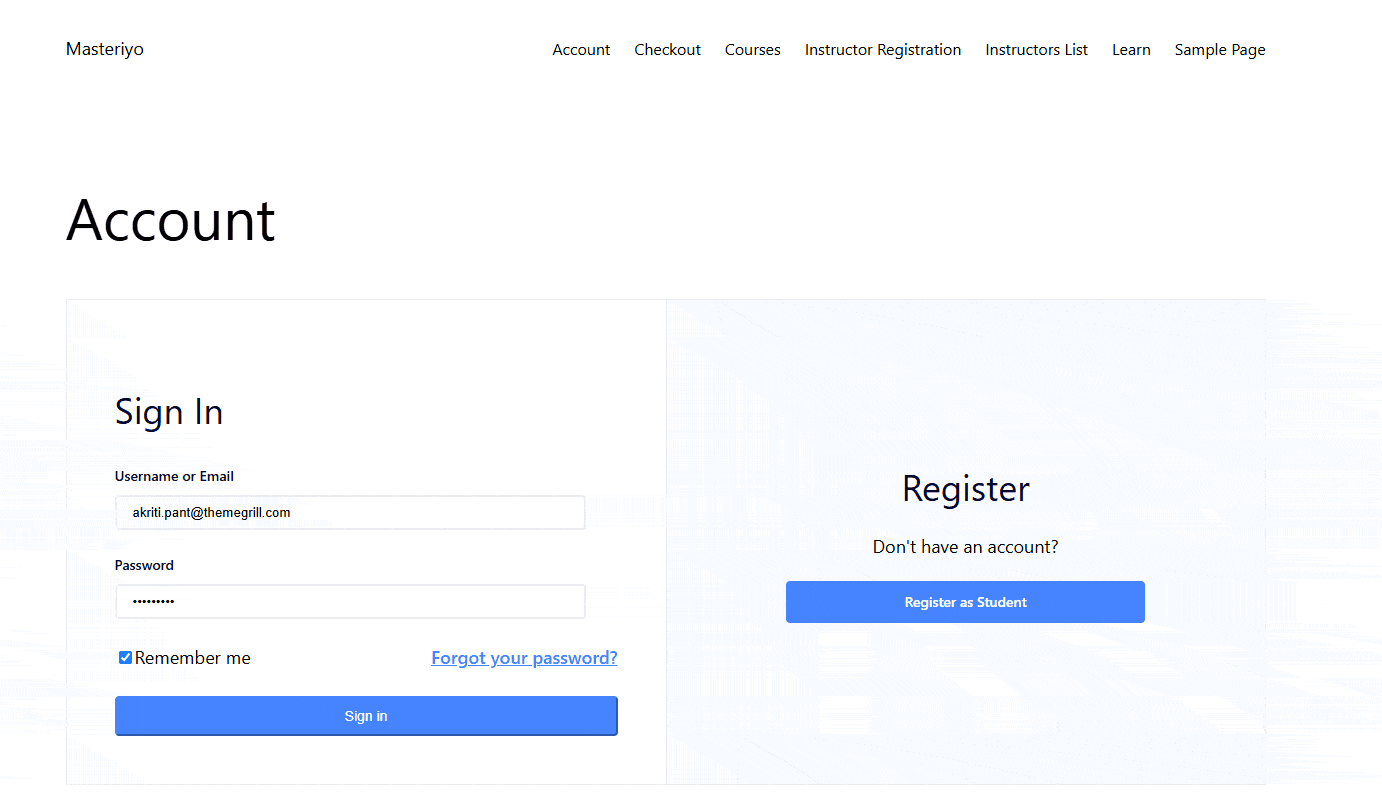 Masteriyo
Account Checkout Courses Instructor Registration Instructors List Learn Sample Page
Account
Sign In
Username or Email
akriti.pant@themegrill.com
Password
•••••••••
Remember me
Forgot your password?
Sign in
Register
Don't have an account?
Register as Student